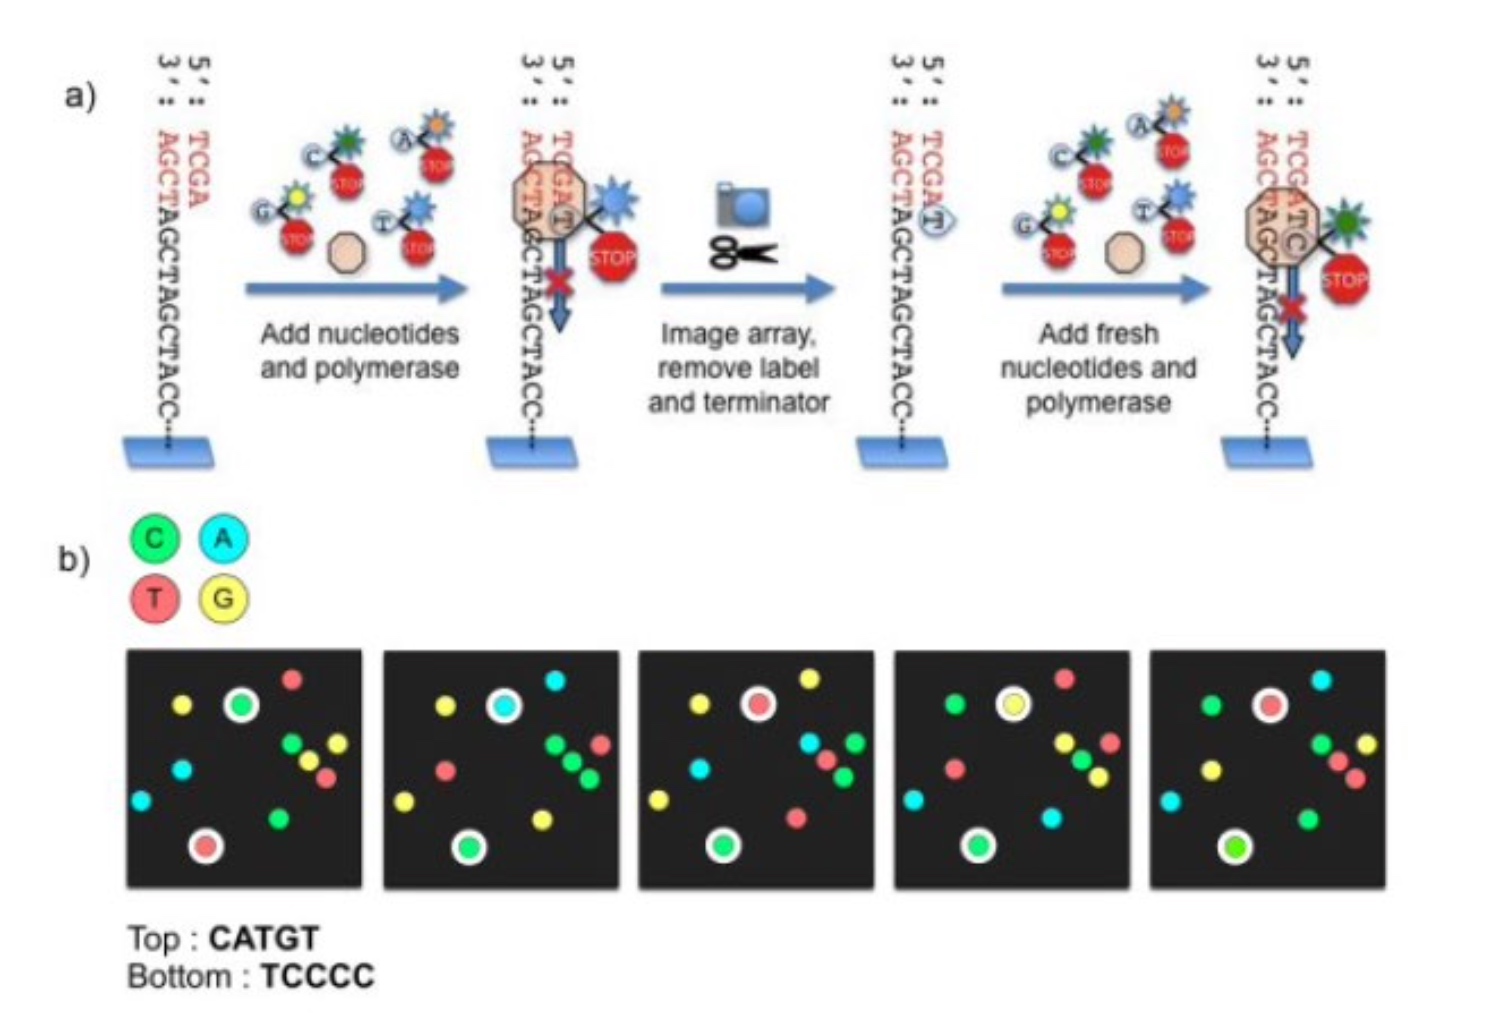 a)
5′: TCGA
3′: AGCTAGCTAGCTACC
C
A
G
T
STOP
STOP
STOP
STOP
Add nucleotides
and polymerase
5′: TCGAT
3′: AGCTAGCTAGCTACC
STOP
Image array,
remove label
and terminator
5′: TCGAT
3′: AGCTAGCTAGCTACC
C
A
G
T
STOP
STOP
STOP
STOP
Add fresh
nucleotides and
polymerase
5′: TCGATC
3′: AGCTAGCTAGCTACC
STOP
b)
C A
T G
Top : CATGT
Bottom : TCCCC